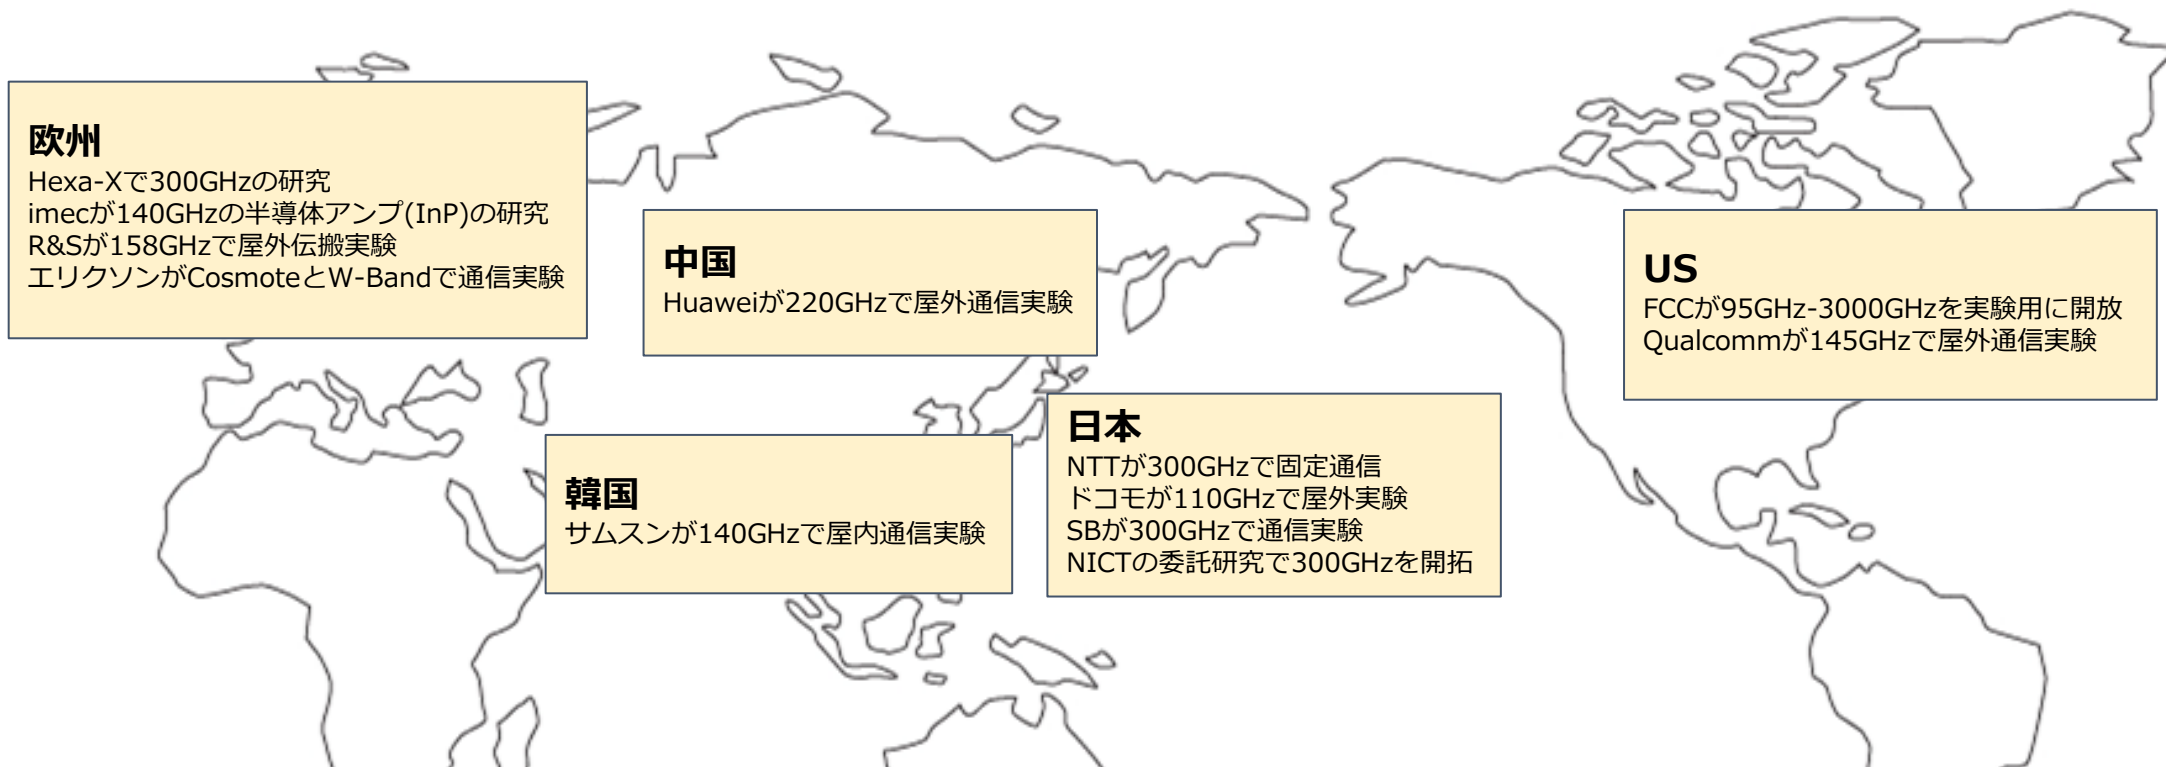 欧州
Hexa-Xで300GHzの研究
imecが140GHzの半導体アンプ(InP)の研究
R&Sが158GHzで屋外伝搬実験
エリクソンがCosmoteとW-Bandで通信実験
中国
Huaweiが220GHzで屋外通信実験
US
FCCが95GHz-3000GHzを実験用に開放
Qualcommが145GHzで屋外通信実験
韓国
サムスンが140GHzで屋内通信実験
日本
NTTが300GHzで固定通信
ドコモが110GHzで屋外実験
SBが300GHzで通信実験
NICTの委託研究で300GHzを開拓